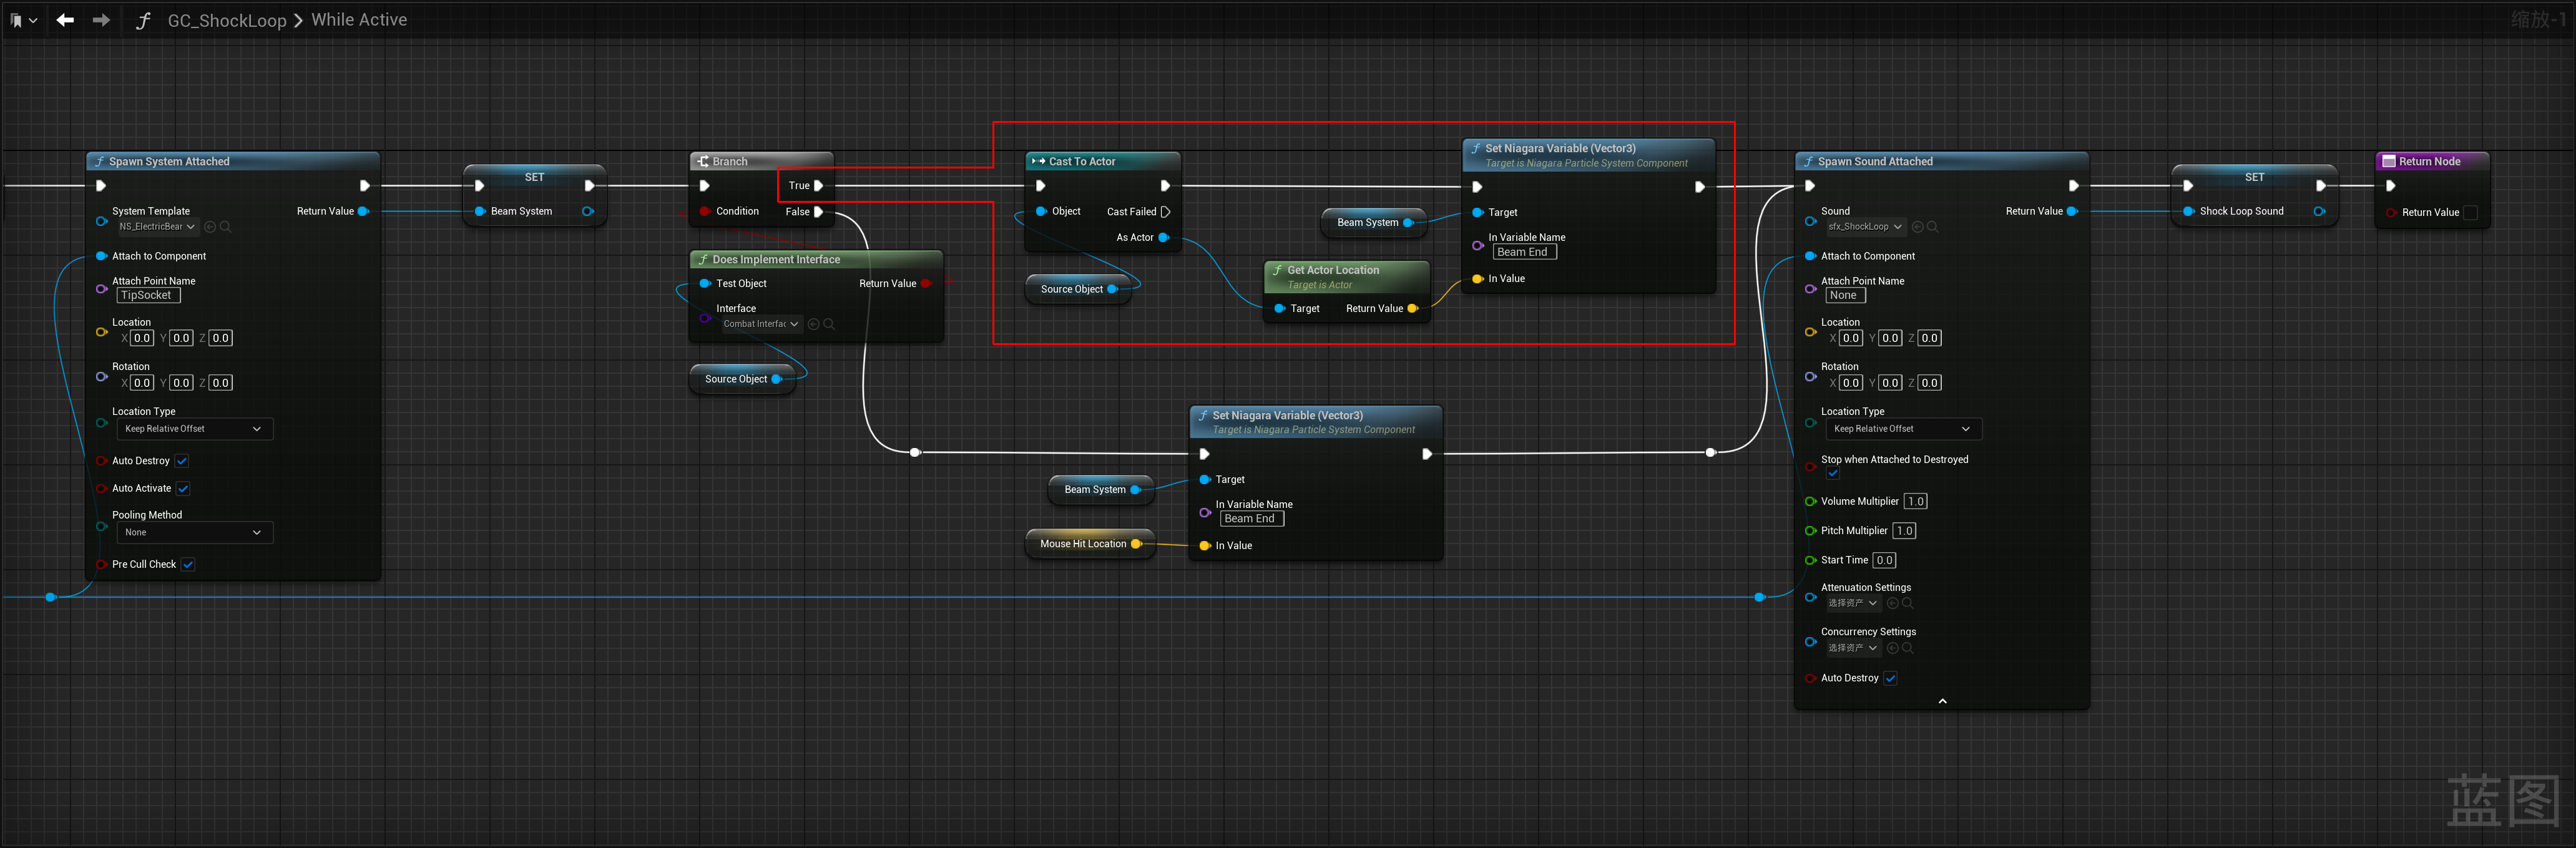 GC_ShockLoop > While Active
缩放-1
Spawn System Attached
System Template
NS_ElectricBear
Return Value
Attach to Component
Attach Point Name
TipSocket
Location
X 0.0 Y 0.0 Z 0.0
Rotation
X 0.0 Y 0.0 Z 0.0
Location Type
Keep Relative Offset
Auto Destroy
Auto Activate
Pooling Method
None
Pre Cull Check
SET
Beam System
Branch
True
Condition
False
Does Implement Interface
Test Object
Return Value
Interface
Combat Interfac
Source Object
Cast To Actor
Object
Cast Failed
As Actor
Source Object
Get Actor Location
Target is Actor
Target
Return Value
Beam System
Set Niagara Variable (Vector3)
Target is Niagara Particle System Component
Target
In Variable Name
Beam End
In Value
Set Niagara Variable (Vector3)
Target is Niagara Particle System Component
Beam System
Target
In Variable Name
Beam End
Mouse Hit Location
In Value
Spawn Sound Attached
Sound
sfx_ShockLoop
Return Value
Attach to Component
Attach Point Name
None
Location
X 0.0 Y 0.0 Z 0.0
Rotation
X 0.0 Y 0.0 Z 0.0
Location Type
Keep Relative Offset
Stop when Attached to Destroyed
Volume Multiplier 1.0
Pitch Multiplier 1.0
Start Time 0.0
Attenuation Settings
选择资产
Concurrency Settings
选择资产
Auto Destroy
SET
Shock Loop Sound
Return Node
Return Value
蓝图